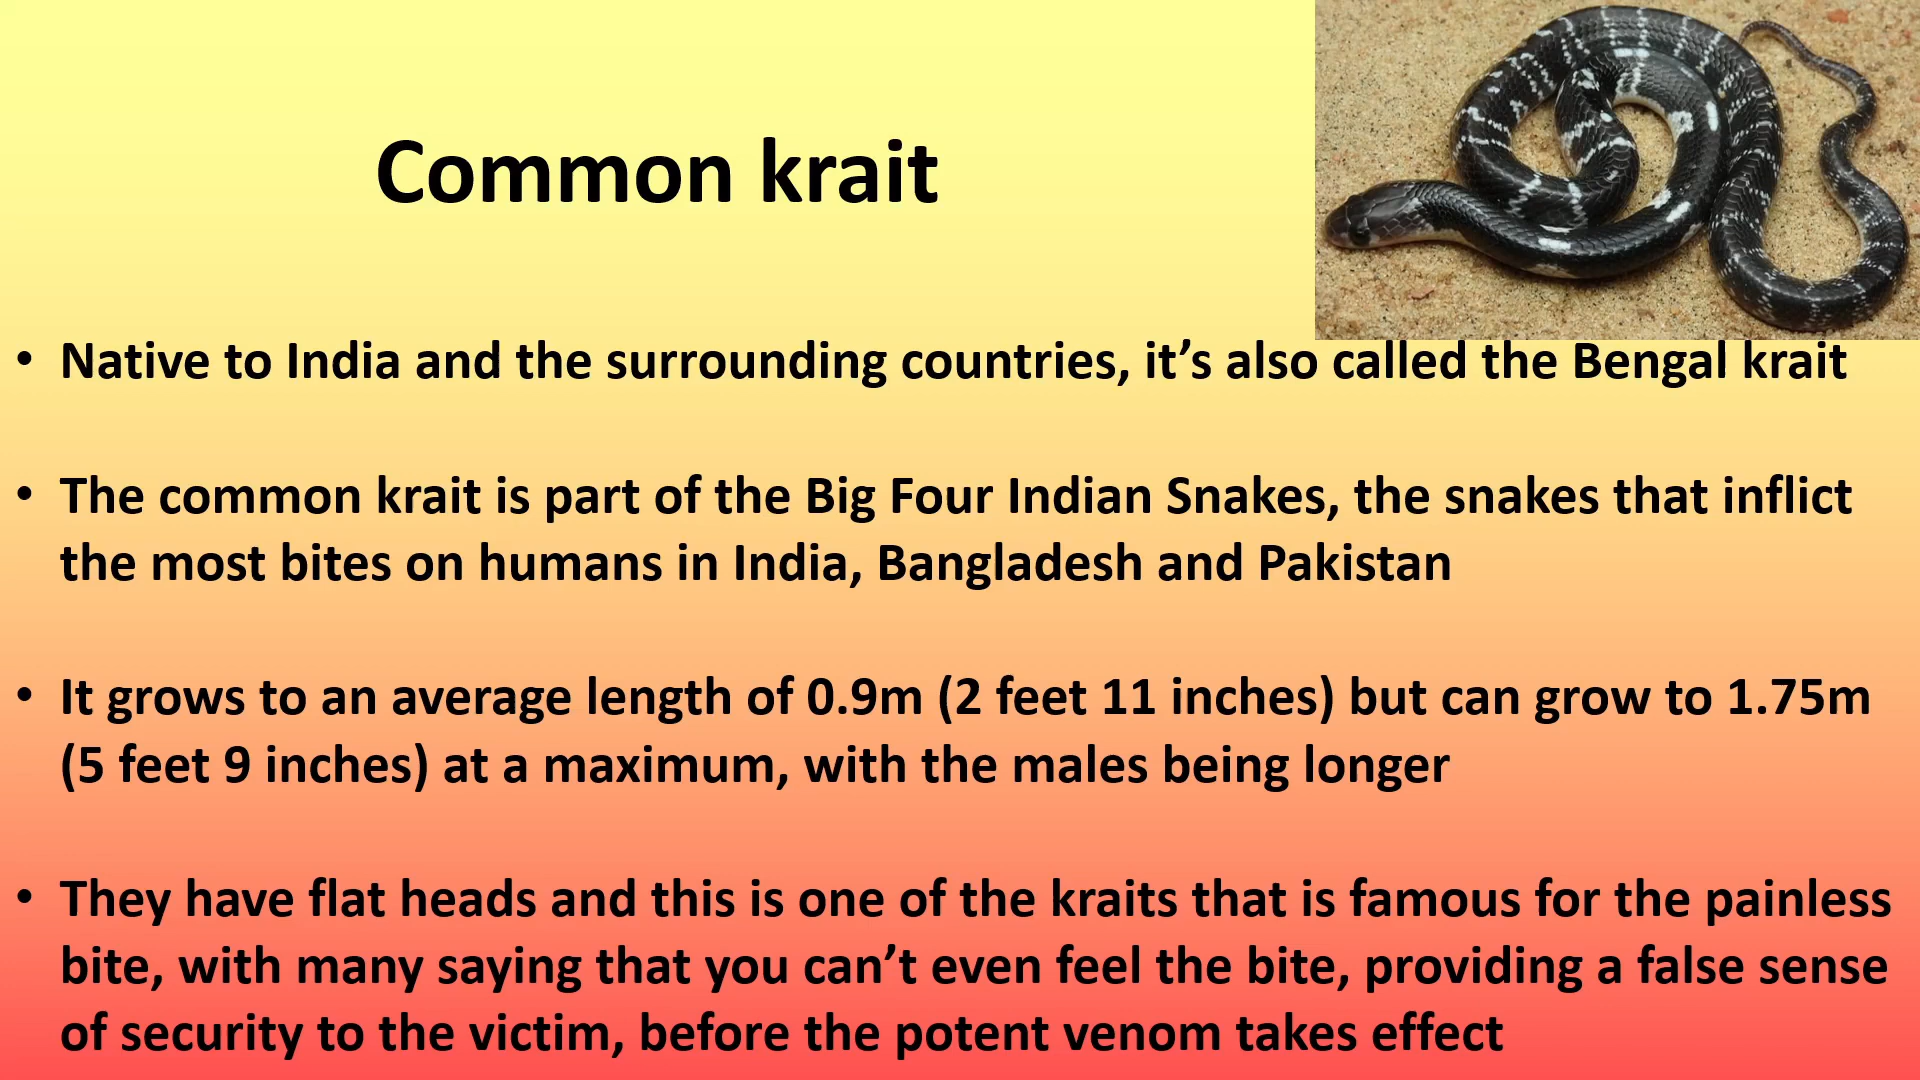 Common krait
• Native to India and the surrounding countries, it’s also called the Bengal krait
• The common krait is part of the Big Four Indian Snakes, the snakes that inflict
the most bites on humans in India, Bangladesh and Pakistan
• It grows to an average length of 0.9m (2 feet 11 inches) but can grow to 1.75m
(5 feet 9 inches) at a maximum, with the males being longer
• They have flat heads and this is one of the kraits that is famous for the painless
bite, with many saying that you can’t even feel the bite, providing a false sense
of security to the victim, before the potent venom takes effect